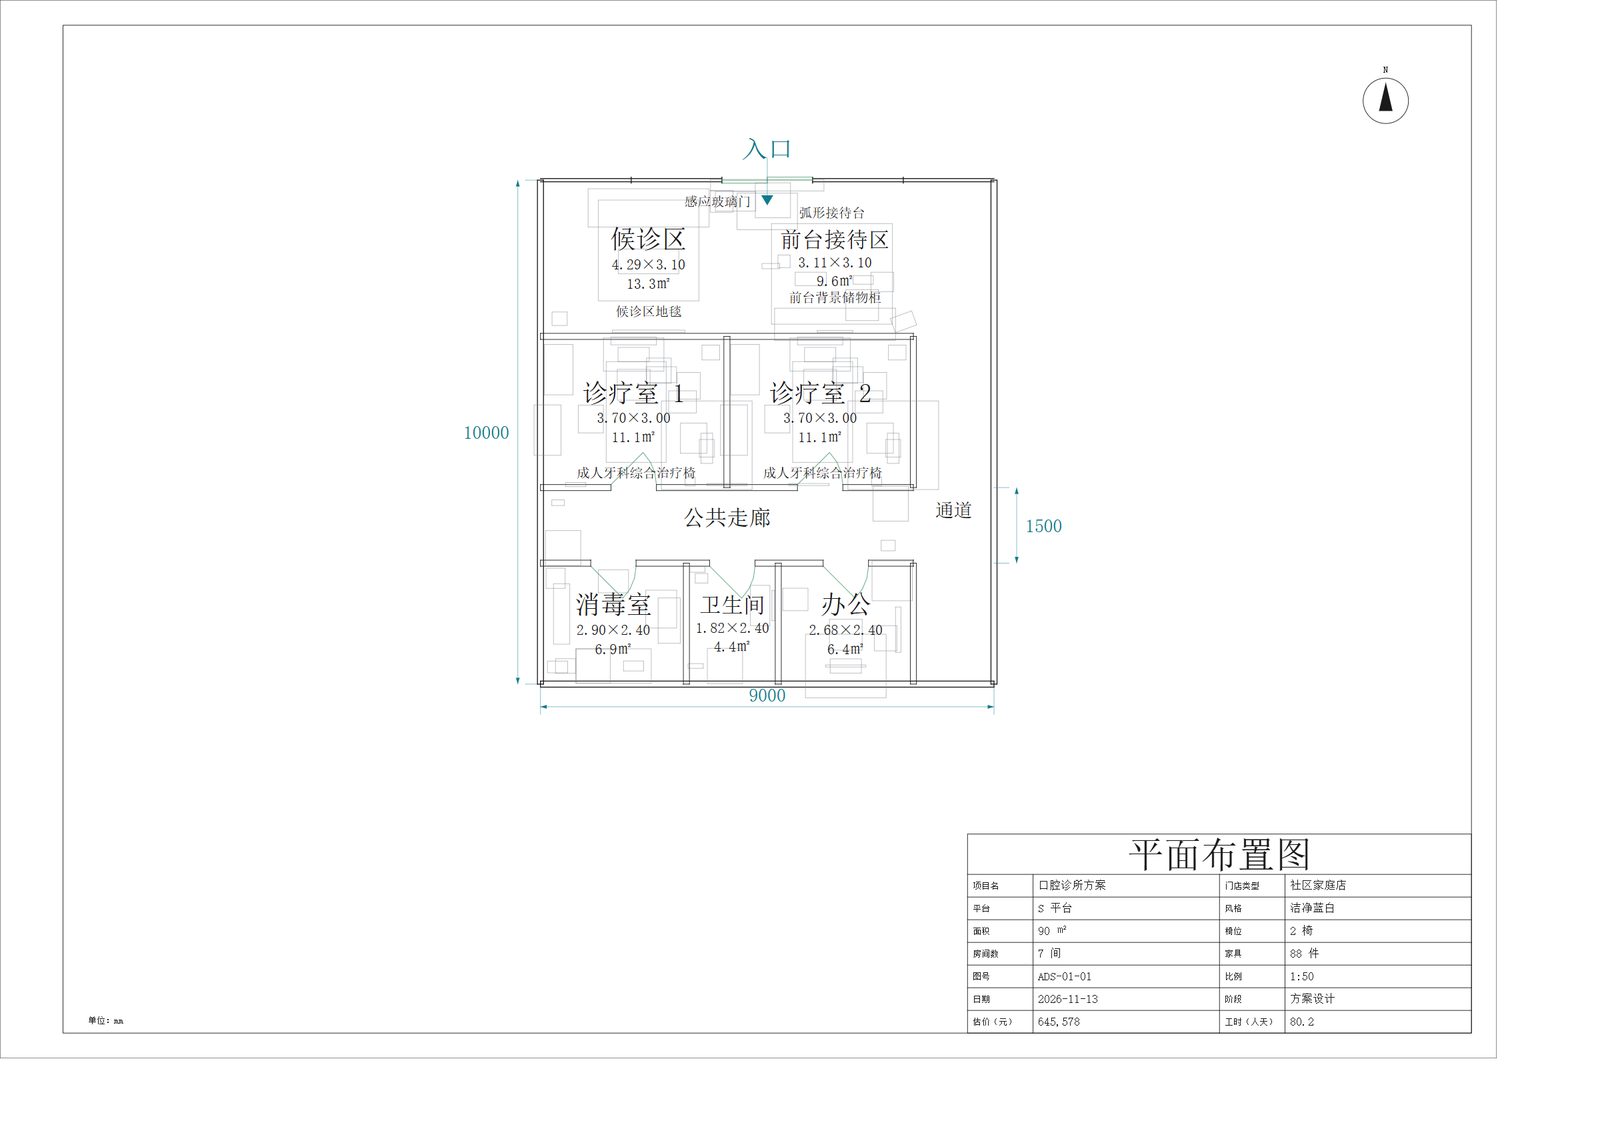 N
入口
感应玻璃门
弧形接待台
候诊区
4.29×3.10
13.3㎡
前台接待区
3.11×3.10
9.6㎡
前台背景储物柜
候诊区地毯
诊疗室 1
3.70×3.00
11.1㎡
诊疗室 2
3.70×3.00
11.1㎡
10000
成人牙科综合治疗椅
成人牙科综合治疗椅
公共走廊
通道
1500
消毒室
2.90×2.40
6.9㎡
卫生间
1.82×2.40
4.4㎡
办公
2.68×2.40
6.4㎡
9000
平面布置图
项目名 口腔诊所方案 门店类型 社区家庭店
平台 S 平台 风格 洁净蓝白
面积 90 ㎡ 椅位 2 椅
房间数 7 间 家具 88 件
图号 ADS-01-01 比例 1:50
日期 2026-11-13 阶段 方案设计
估价（元） 645,578 工时（人天） 80.2
单位: mm